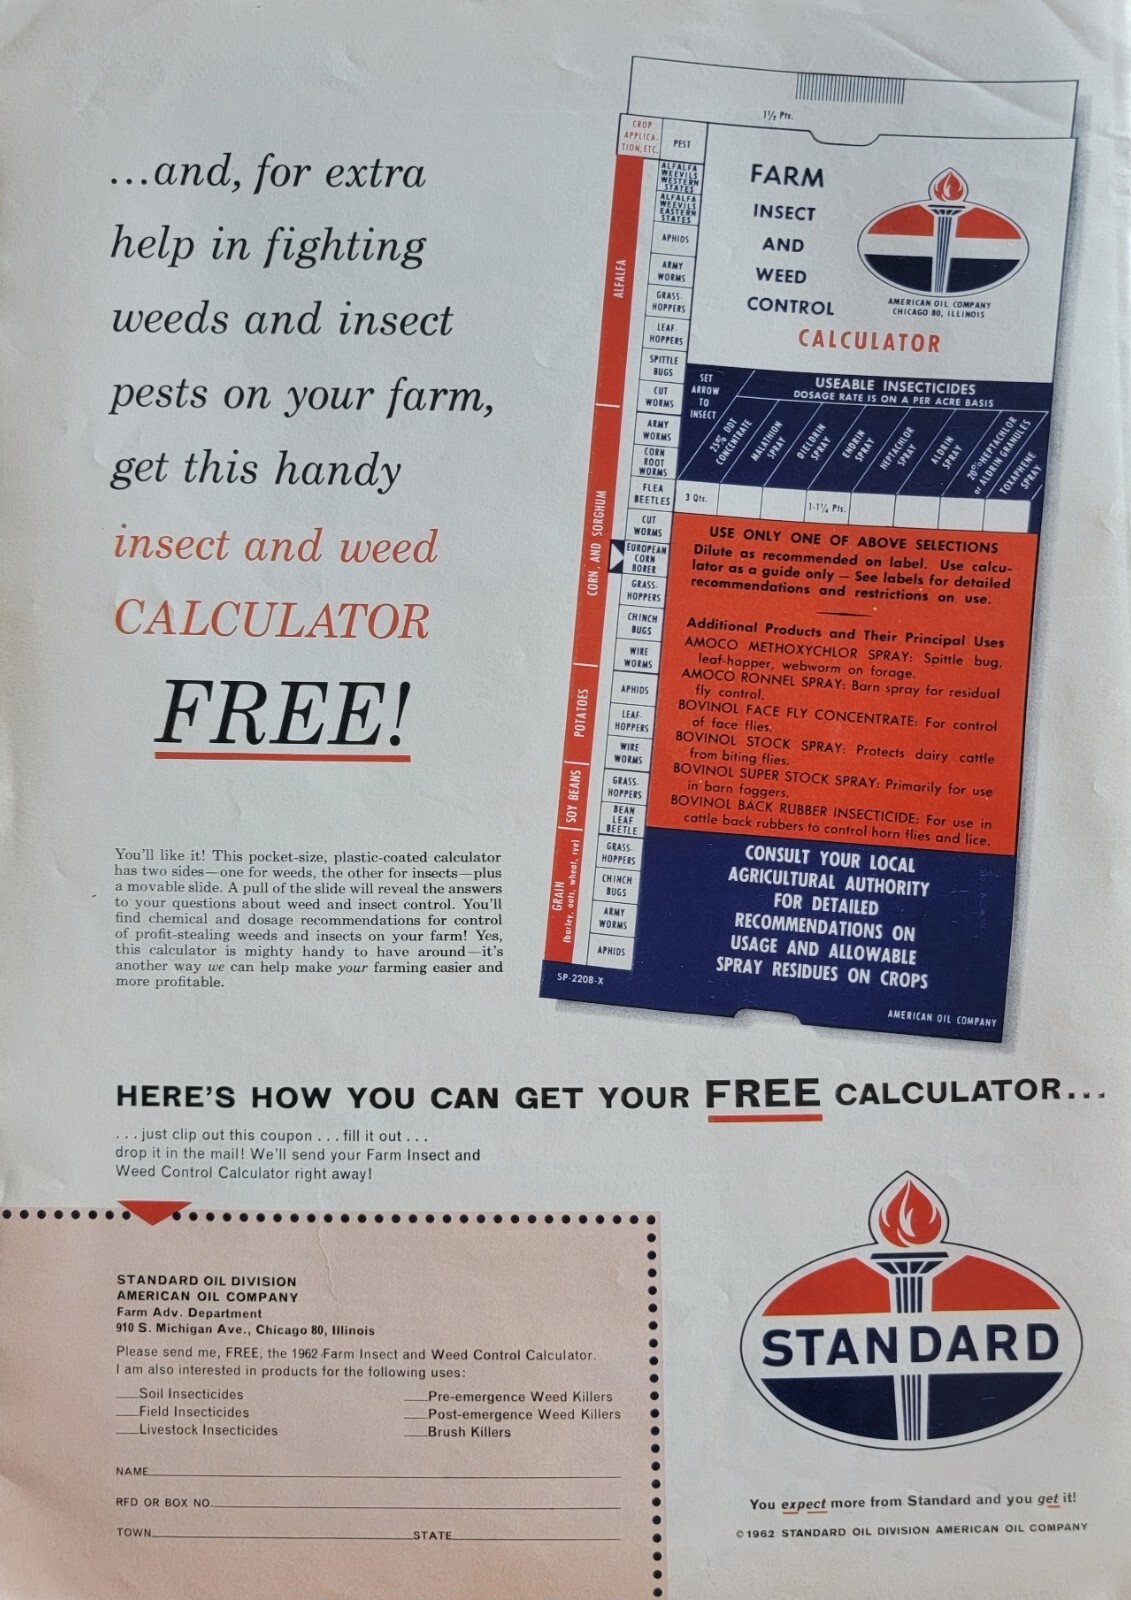 ...and, for extra
help in fighting
weeds and insect
pests on your farm,
get this handy
insect and weed
CALCULATOR
FREE!
You'll like it! This pocket-size, plastic-coated calculator
has two sides—one for weeds, the other for insects—plus
a movable slide. A pull of the slide will reveal the answers
to your questions about weed and insect control. You'll
find chemical and dosage recommendations for control
of profit-stealing weeds and insects on your farm! Yes,
this calculator is mighty handy to have around—it's
another way we can help make your farming easier and
more profitable.
1½ Pts.
CROP
APPLICA-
TION, ETC.
PEST
ALFALFA
ALFALFA
WEEVILS
WESTERN
STATES
ALFALFA
WEEVILS
EASTERN
STATES
APHIDS
ARMY
WORMS
GRASS-
HOPPERS
LEAF-
HOPPERS
SPITTLE
BUGS
CUT
WORMS
CORN, AND SORGHUM
ARMY
WORMS
CORN
ROOT
WORMS
FLEA
BEETLES
CUT
WORMS
EUROPEAN
CORN
BORER
GRASS-
HOPPERS
CHINCH
BUGS
WIRE
WORMS
POTATOES
APHIDS
LEAF-
HOPPERS
WIRE
WORMS
SOY BEANS
GRASS-
HOPPERS
BEAN
LEAF
BEETLE
GRAIN
(barley, oats, wheat, rye)
GRASS-
HOPPERS
CHINCH
BUGS
ARMY
WORMS
APHIDS
SP-2208-X
FARM
INSECT
AND
WEED
CONTROL
CALCULATOR
AMERICAN OIL COMPANY
CHICAGO 80, ILLINOIS
SET
ARROW
TO
INSECT
USEABLE INSECTICIDES
DOSAGE RATE IS ON A PER ACRE BASIS
25% DDT
CONCENTRATE
MALATHION
SPRAY
DIELDRIN
SPRAY
ENDRIN
SPRAY
HEPTACHLOR
SPRAY
ALDRIN
SPRAY
20% HEPTACHLOR
or ALDRIN GRANULES
TOXAPHENE
SPRAY
3 Qts.
1-1¼ Pts.
USE ONLY ONE OF ABOVE SELECTIONS
Dilute as recommended on label. Use calcu-
lator as a guide only — See labels for detailed
recommendations and restrictions on use.
Additional Products and Their Principal Uses
AMOCO METHOXYCHLOR SPRAY: Spittle bug,
leaf-hopper, webworm on forage.
AMOCO RONNEL SPRAY: Barn spray for residual
fly control.
BOVINOL FACE FLY CONCENTRATE: For control
of face flies.
BOVINOL STOCK SPRAY: Protects dairy cattle
from biting flies.
BOVINOL SUPER STOCK SPRAY: Primarily for use
in barn foggers.
BOVINOL BACK RUBBER INSECTICIDE: For use in
cattle back rubbers to control horn flies and lice.
CONSULT YOUR LOCAL
AGRICULTURAL AUTHORITY
FOR DETAILED
RECOMMENDATIONS ON
USAGE AND ALLOWABLE
SPRAY RESIDUES ON CROPS
AMERICAN OIL COMPANY
HERE'S HOW YOU CAN GET YOUR FREE CALCULATOR...
...just clip out this coupon...fill it out...
drop it in the mail! We'll send your Farm Insect and
Weed Control Calculator right away!
STANDARD OIL DIVISION
AMERICAN OIL COMPANY
Farm Adv. Department
910 S. Michigan Ave., Chicago 80, Illinois
Please send me, FREE, the 1962 Farm Insect and Weed Control Calculator.
I am also interested in products for the following uses:
___Soil Insecticides ___Pre-emergence Weed Killers
___Field Insecticides ___Post-emergence Weed Killers
___Livestock Insecticides ___Brush Killers
NAME
RFD OR BOX NO.
TOWN STATE
STANDARD
You expect more from Standard and you get it!
©1962 STANDARD OIL DIVISION AMERICAN OIL COMPANY